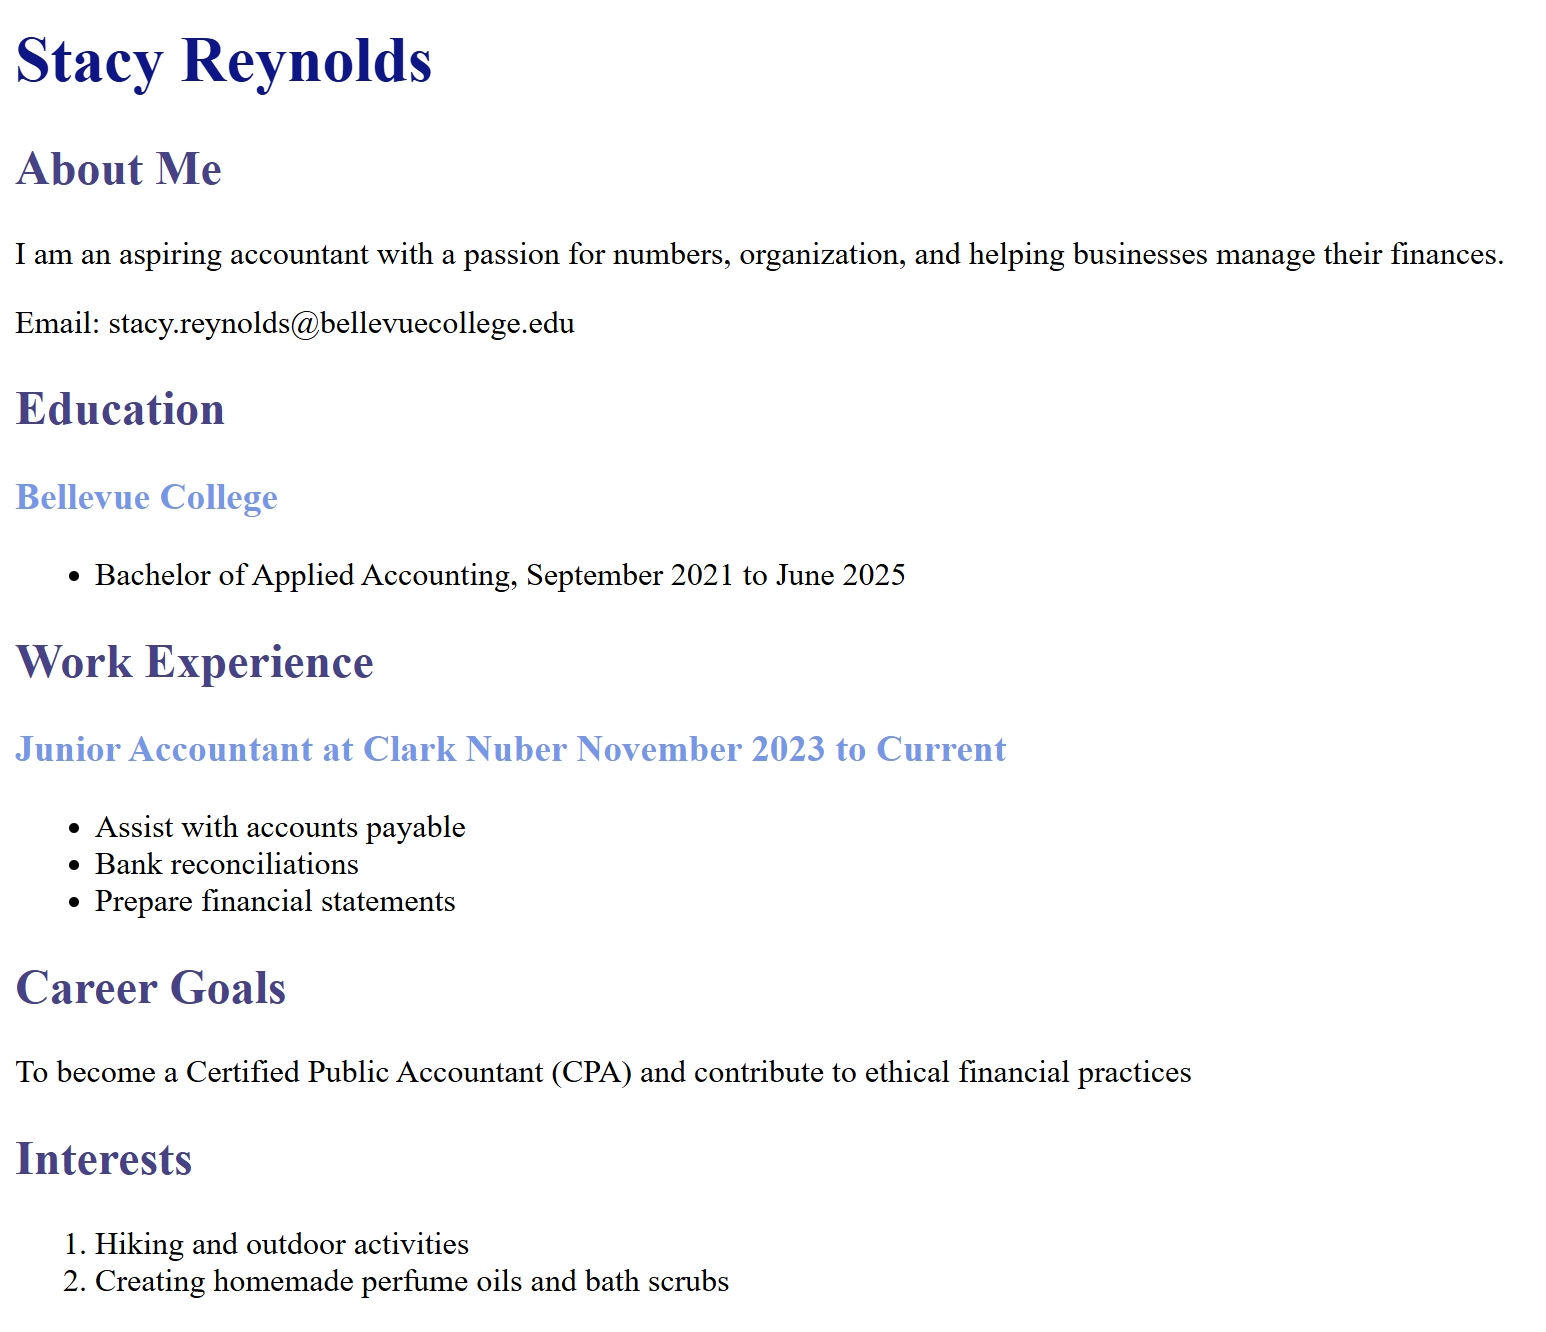 Stacy Reynolds
About Me
I am an aspiring accountant with a passion for numbers, organization, and helping businesses manage their finances.
Email: stacy.reynolds@bellevuecollege.edu
Education
Bellevue College
• Bachelor of Applied Accounting, September 2021 to June 2025
Work Experience
Junior Accountant at Clark Nuber November 2023 to Current
• Assist with accounts payable
• Bank reconciliations
• Prepare financial statements
Career Goals
To become a Certified Public Accountant (CPA) and contribute to ethical financial practices
Interests
1. Hiking and outdoor activities
2. Creating homemade perfume oils and bath scrubs